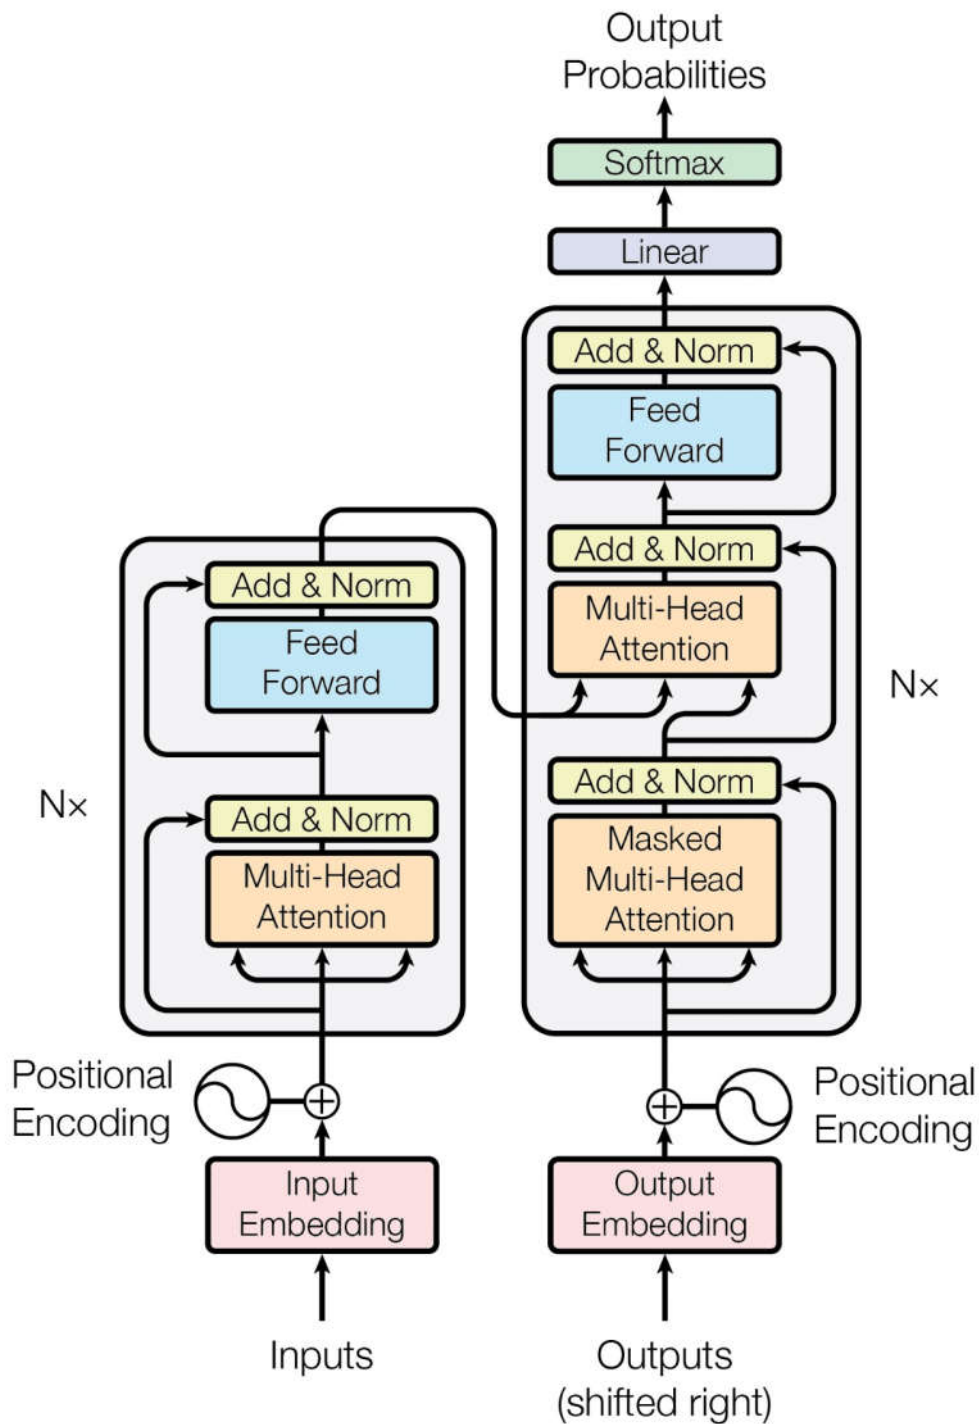 Output
Probabilities
Softmax
Linear
Add & Norm
Feed
Forward
Add & Norm
Multi-Head
Attention
Nx
Add & Norm
Masked
Multi-Head
Attention
Add & Norm
Feed
Forward
Nx
Add & Norm
Multi-Head
Attention
Positional
Encoding
Positional
Encoding
Input
Embedding
Output
Embedding
Inputs
Outputs
(shifted right)